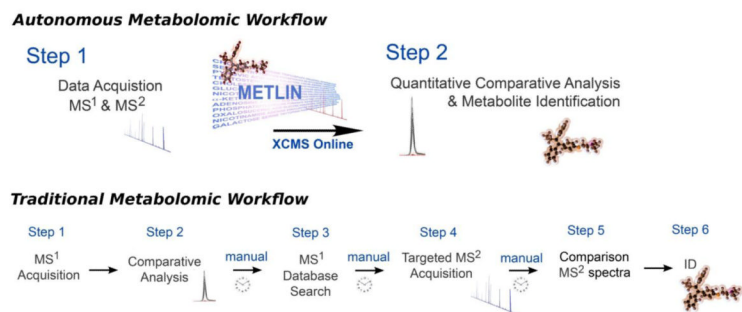 Autonomous Metabolomic Workflow
Step 1
Data Acquistion
MS¹ & MS²
METLIN
XCMS Online
Step 2
Quantitative Comparative Analysis
& Metabolite Identification
Traditional Metabolomic Workflow
Step 1
MS¹
Acquisition
Step 2
Comparative
Analysis
manual
Step 3
MS¹
Database
Search
manual
Step 4
Targeted MS²
Acquisition
manual
Step 5
Comparison
MS² spectra
Step 6
ID